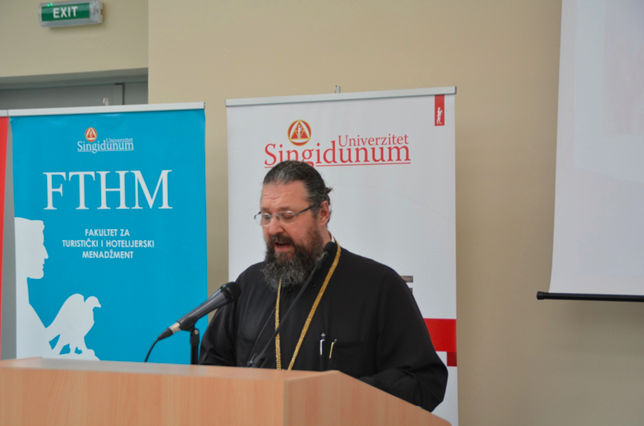 EXIT
Univerzitet
Singidunum
FTHM
FAKULTET ZA
TURISTIČKI I HOTELIJERSKI
MENADŽMENT
Univerzitet
Singidunum